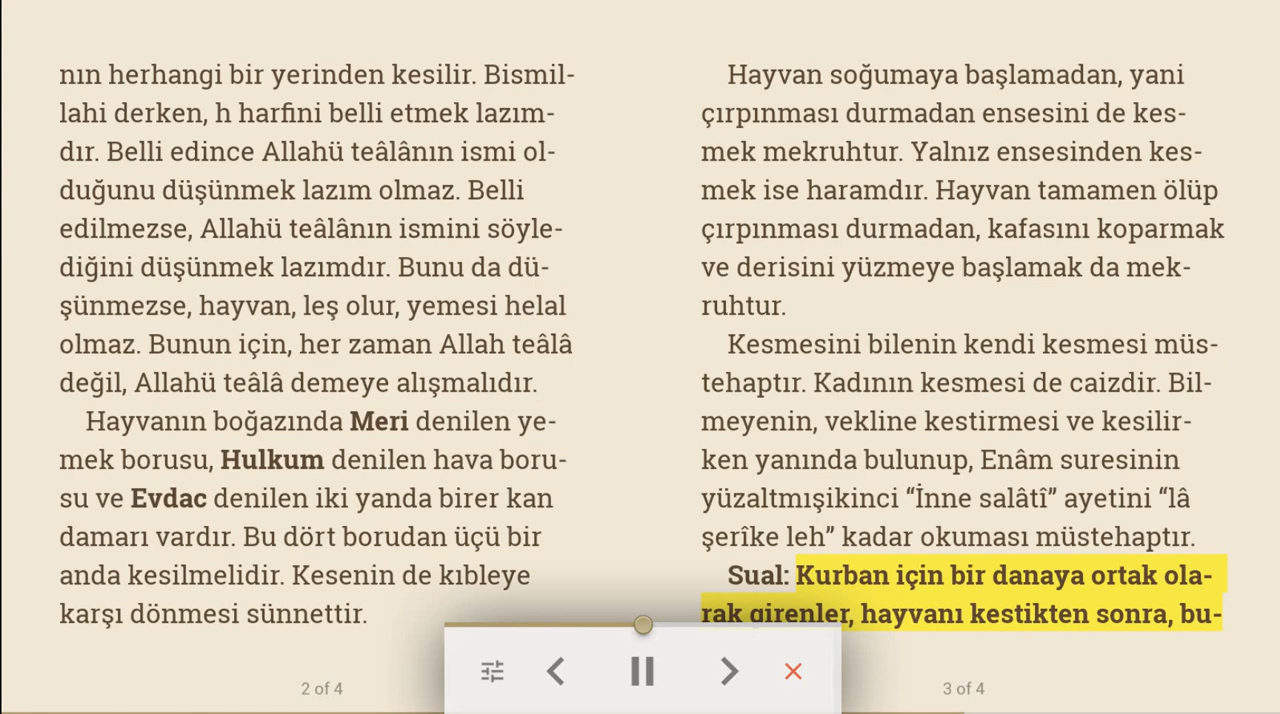 nın herhangi bir yerinden kesilir. Bismil-
lahi derken, h harfini belli etmek lazım-
dır. Belli edince Allahü teâlânın ismi ol-
duğunu düşünmek lazım olmaz. Belli
edilmezse, Allahü teâlânın ismini söyle-
diğini düşünmek lazımdır. Bunu da dü-
şünmezse, hayvan, leş olur, yemesi helal
olmaz. Bunun için, her zaman Allah teâlâ
değil, Allahü teâlâ demeye alışmalıdır.
Hayvanın boğazında Meri denilen ye-
mek borusu, Hulkum denilen hava boru-
su ve Evdac denilen iki yanda birer kan
damarı vardır. Bu dört borudan üçü bir
anda kesilmelidir. Kesenin de kıbleye
karşı dönmesi sünnettir.
2 of 4
Hayvan soğumaya başlamadan, yani
çırpınması durmadan ensesini de kes-
mek mekruhtur. Yalnız ensesinden kes-
mek ise haramdır. Hayvan tamamen ölüp
çırpınması durmadan, kafasını koparmak
ve derisini yüzmeye başlamak da mek-
ruhtur.
Kesmesini bilenin kendi kesmesi müs-
tehaptır. Kadının kesmesi de caizdir. Bil-
meyenin, vekline kestirmesi ve kesilir-
ken yanında bulunup, Enâm suresinin
yüzaltmışikinci “İnne salâtî” ayetini “lâ
şerîke leh” kadar okuması müstehaptır.
Sual: Kurban için bir danaya ortak ola-
rak girenler, hayvanı kestikten sonra, bu-
3 of 4